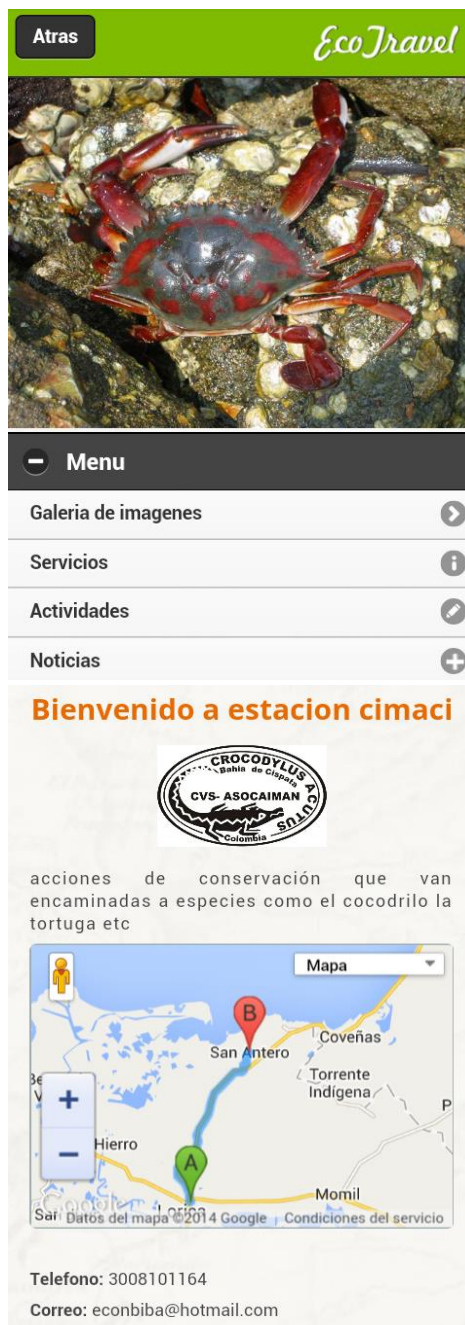 Atras
EcoTravel
Menu
Galeria de imagenes
Servicios
Actividades
Noticias
Bienvenido a estacion cimaci
CROCODYLUS ACUTUS
Bahia de Cispata
CVS- ASOCAIMAN
Colombia
acciones de conservación que van
encaminadas a especies como el cocodrilo la
tortuga etc
Mapa
B
San Antero
Coveñas
Torrente
Indígena
Hierro
A
Lorica
Momil
Google
Datos del mapa ©2014 Google
Condiciones del servicio
Telefono: 3008101164
Correo: econbiba@hotmail.com